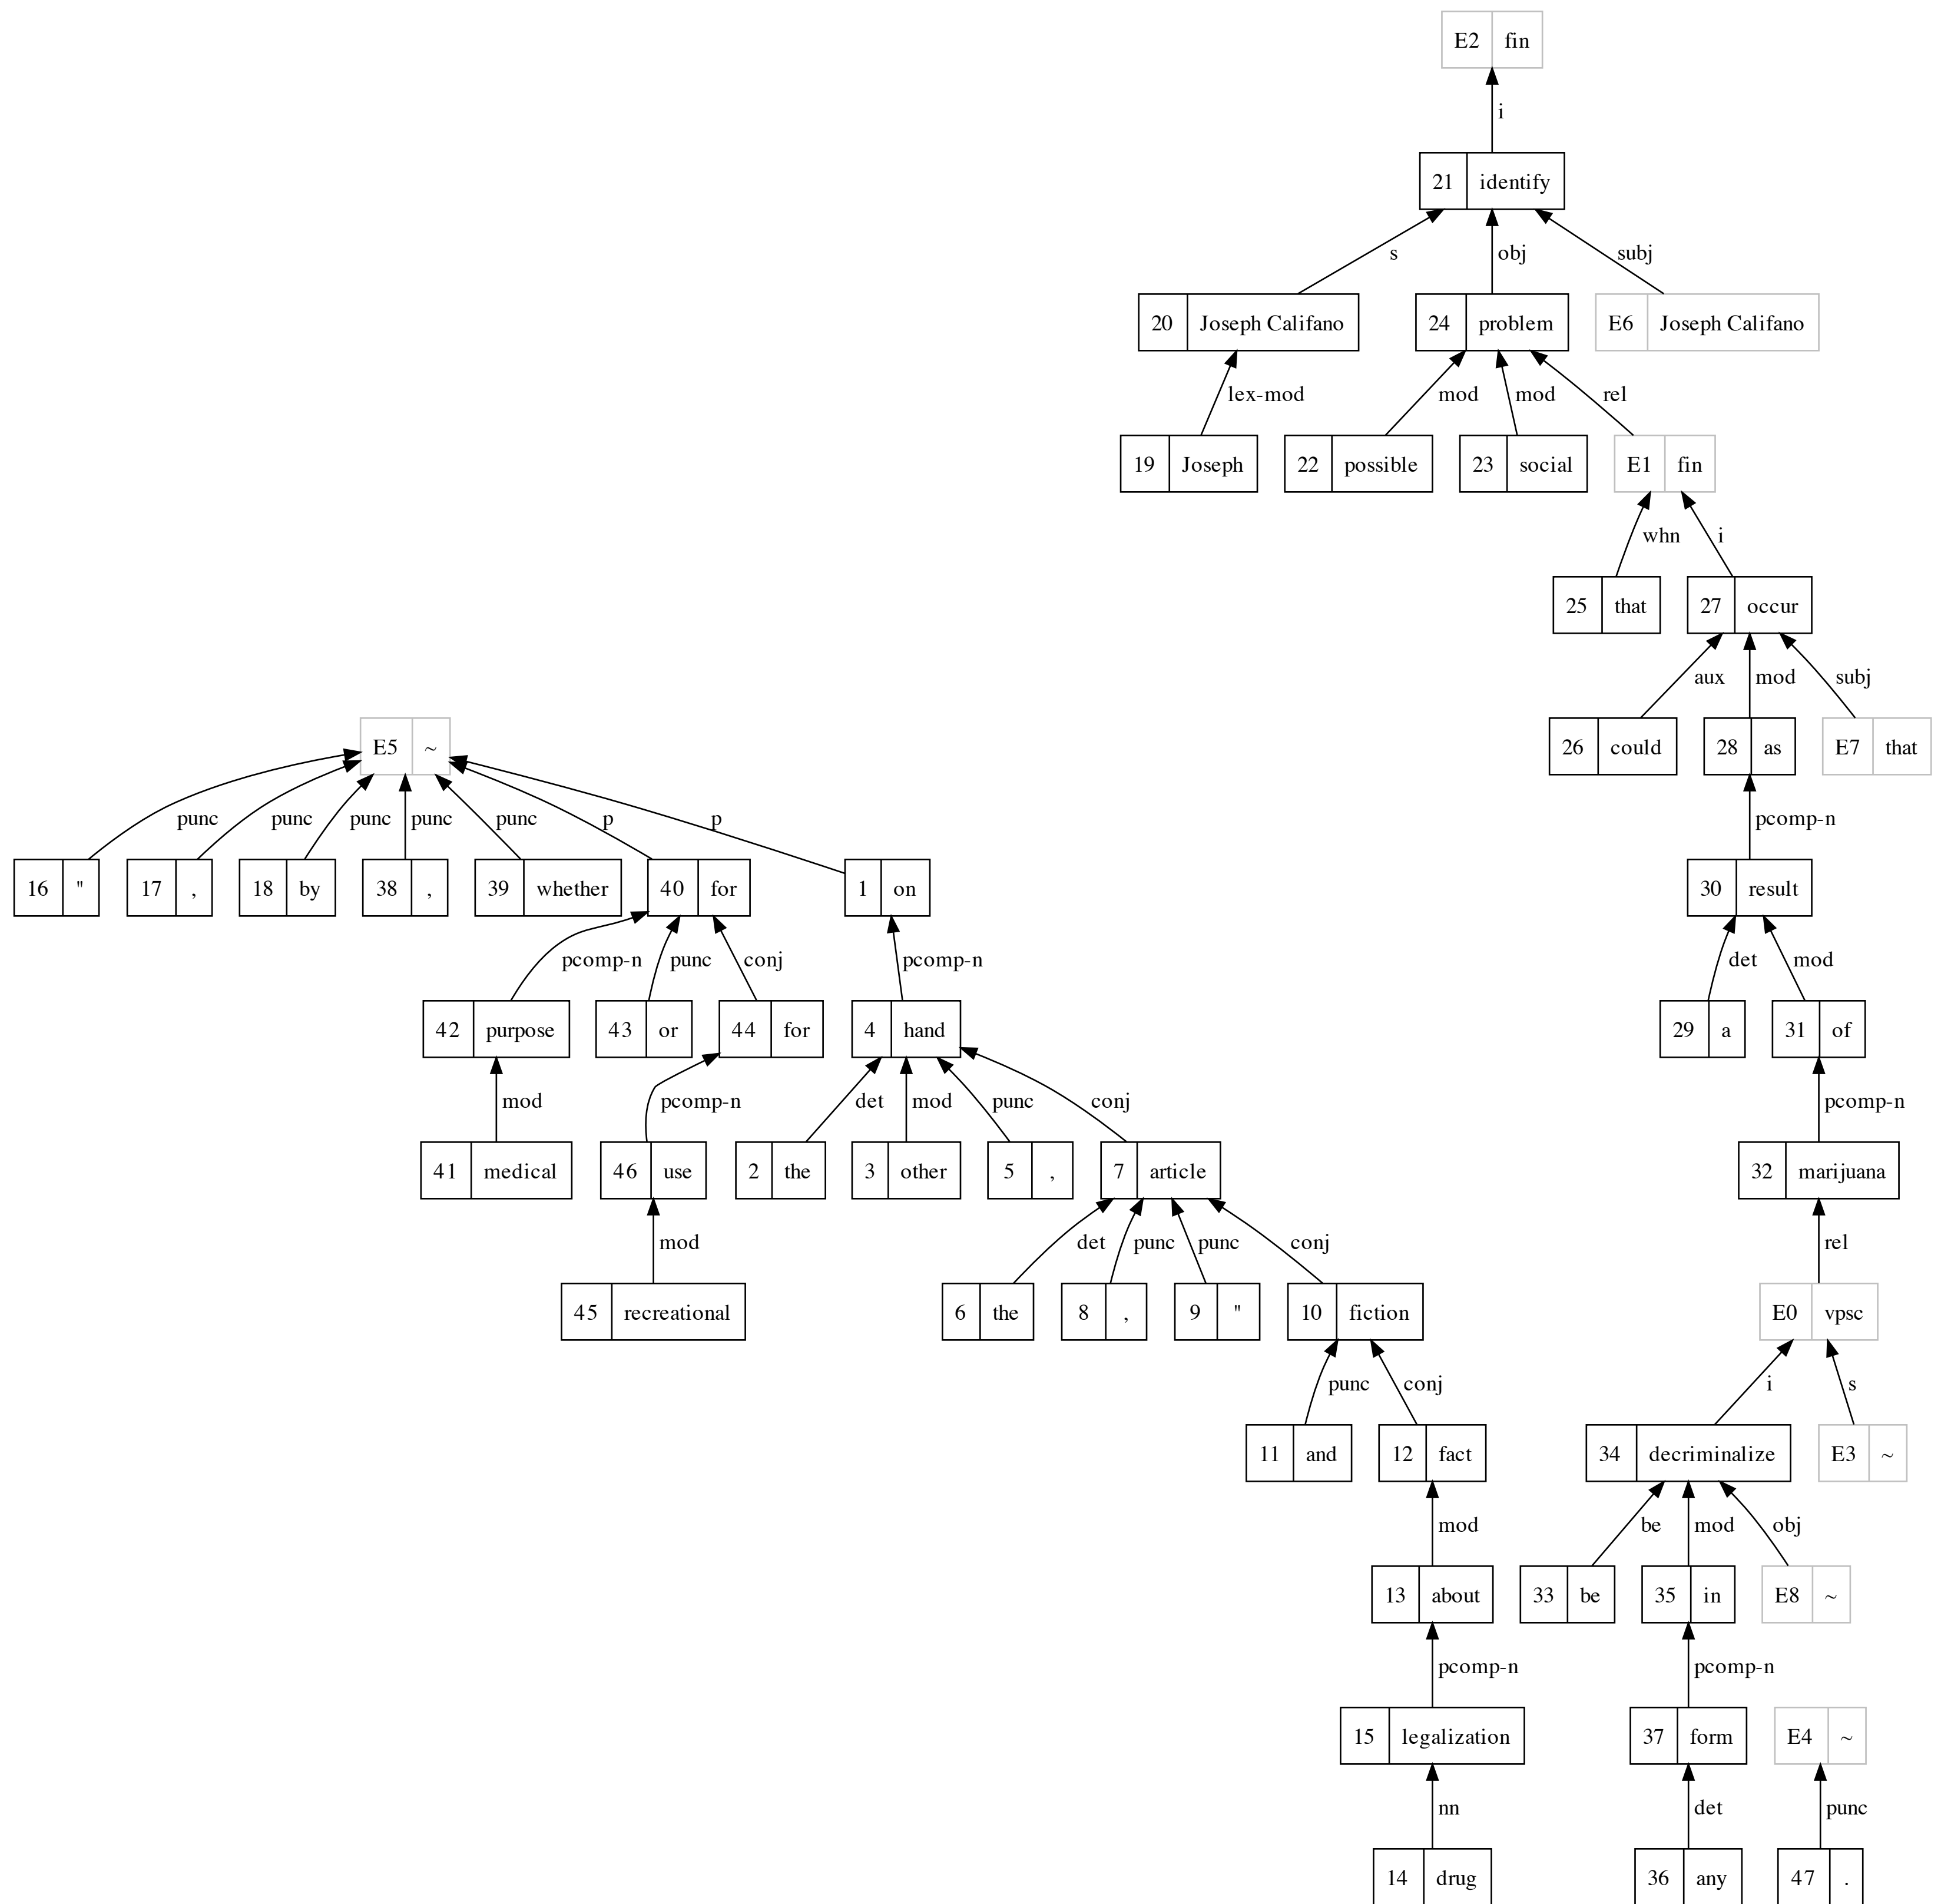 E2 fin
i
21 identify
s obj subj
20 Joseph Califano 24 problem E6 Joseph Califano
lex-mod mod mod rel
19 Joseph 22 possible 23 social E1 fin
whn i
25 that 27 occur
aux mod subj
E5 ~ 26 could 28 as E7 that
punc punc punc punc punc p p pcomp-n
16 " 17 , 18 by 38 , 39 whether 40 for 1 on 30 result
pcomp-n punc conj pcomp-n det mod
42 purpose 43 or 44 for 4 hand 29 a 31 of
mod pcomp-n det mod punc conj pcomp-n
41 medical 46 use 2 the 3 other 5 , 7 article 32 marijuana
mod det punc punc conj rel
45 recreational 6 the 8 , 9 " 10 fiction E0 vpsc
punc conj i s
11 and 12 fact 34 decriminalize E3 ~
mod be mod obj
13 about 33 be 35 in E8 ~
pcomp-n pcomp-n
15 legalization 37 form E4 ~
nn det punc
14 drug 36 any 47 .